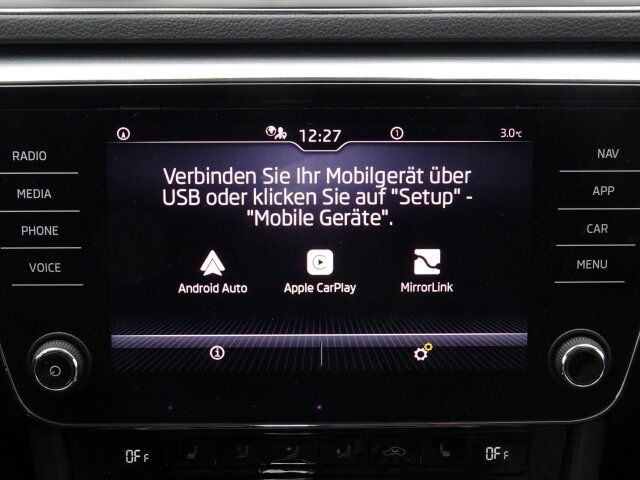 12:27
1
3.0°C
RADIO
MEDIA
PHONE
VOICE
Verbinden Sie Ihr Mobilgerät über
USB oder klicken Sie auf "Setup" -
"Mobile Geräte".
Android Auto
Apple CarPlay
MirrorLink
NAV
APP
CAR
MENU
OFF
OFF